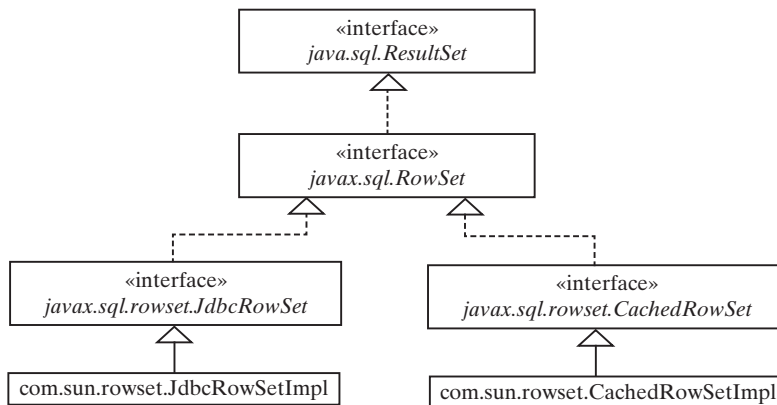 «interface»
java.sql.ResultSet
«interface»
javax.sql.RowSet
«interface»
javax.sql.rowset.JdbcRowSet
«interface»
javax.sql.rowset.CachedRowSet
com.sun.rowset.JdbcRowSetImpl
com.sun.rowset.CachedRowSetImpl